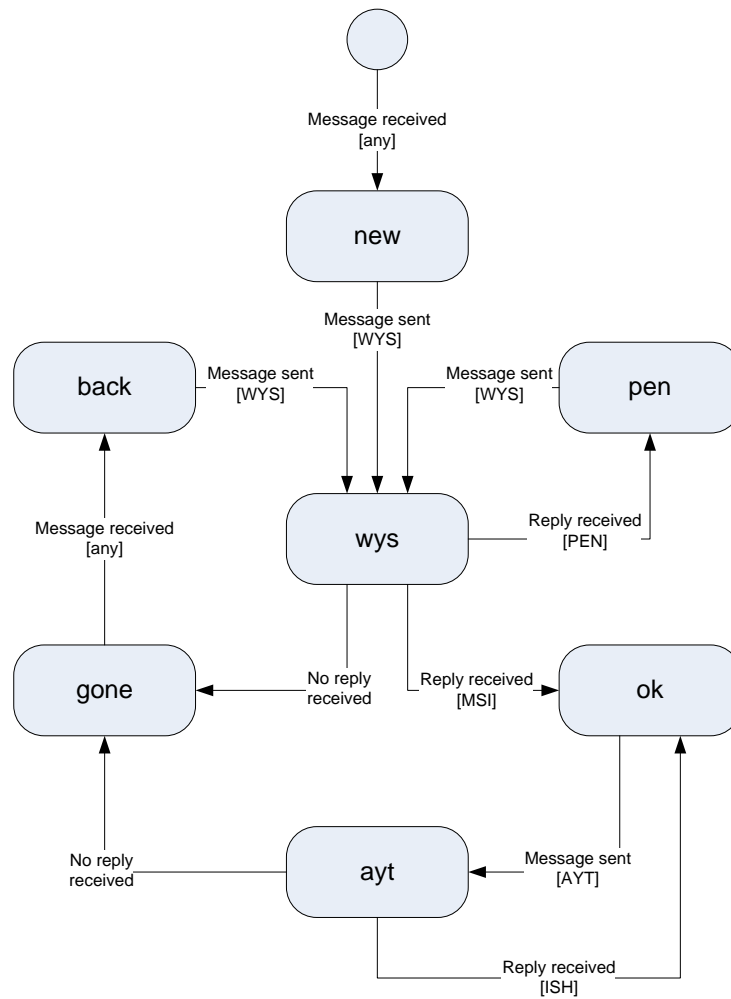 Message received
[any]
new
Message sent
[WYS]
back
Message sent
[WYS]
Message sent
[WYS]
pen
Message received
[any]
wys
Reply received
[PEN]
gone
No reply
received
Reply received
[MSI]
ok
No reply
received
ayt
Message sent
[AYT]
Reply received
[ISH]